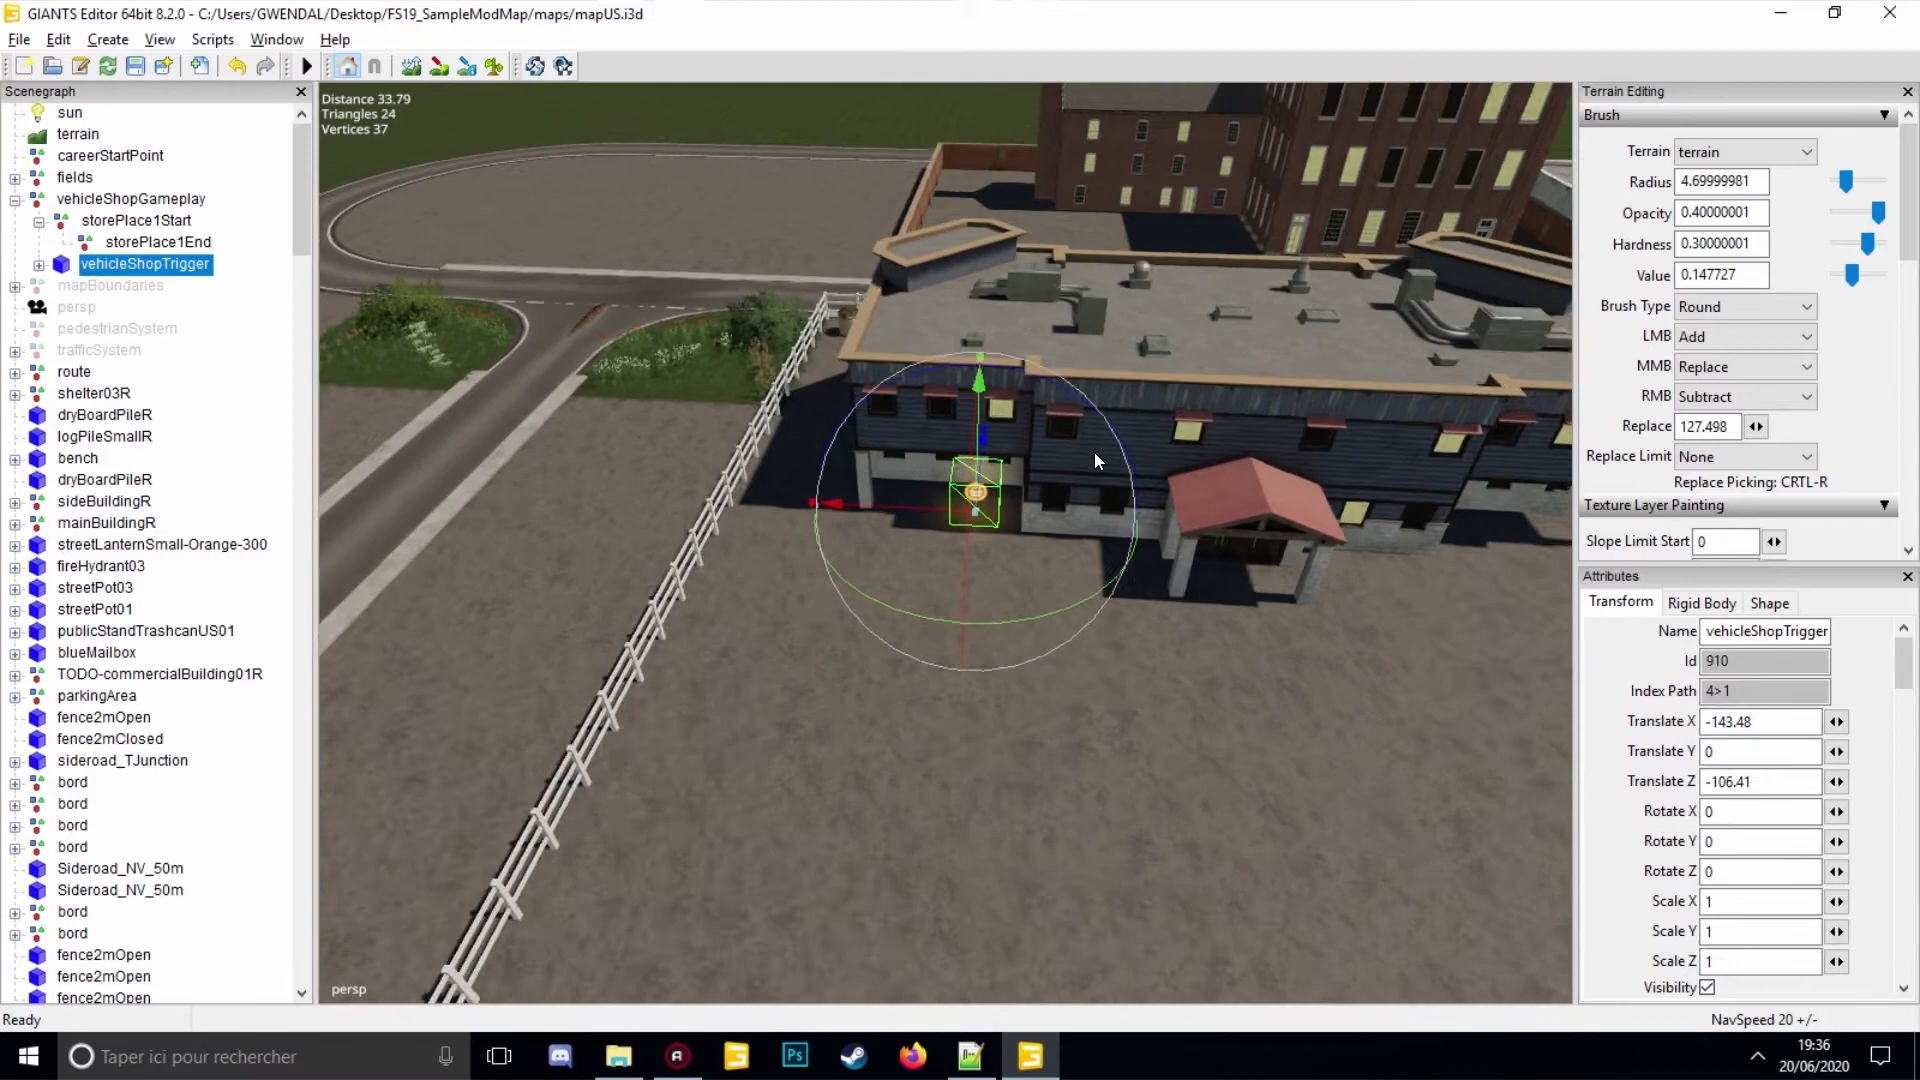 GIANTS Editor 64bit 8.2.0 - C:/Users/GWENDAL/Desktop/FS19_SampleModMap/maps/mapUS.i3d
File Edit Create View Scripts Window Help
Scenegraph
sun
terrain
careerStartPoint
fields
vehicleShopGameplay
storePlace1Start
storePlace1End
vehicleShopTrigger
mapBoundaries
persp
pedestrianSystem
trafficSystem
route
shelter03R
dryBoardPileR
logPileSmallR
bench
dryBoardPileR
sideBuildingR
mainBuildingR
streetLanternSmall-Orange-300
fireHydrant03
streetPot03
streetPot01
publicStandTrashcanUS01
blueMailbox
TODO-commercialBuilding01R
parkingArea
fence2mOpen
fence2mClosed
sideroad_TJunction
bord
bord
bord
bord
Sideroad_NV_50m
Sideroad_NV_50m
bord
bord
fence2mOpen
fence2mOpen
fence2mOpen
Distance 33.79
Triangles 24
Vertices 37
persp
Terrain Editing
Brush
Terrain terrain
Radius 4.69999981
Opacity 0.40000001
Hardness 0.30000001
Value 0.147727
Brush Type Round
LMB Add
MMB Replace
RMB Subtract
Replace 127.498
Replace Limit None
Replace Picking: CRTL-R
Texture Layer Painting
Slope Limit Start 0
Attributes
Transform Rigid Body Shape
Name vehicleShopTrigger
Id 910
Index Path 4>1
Translate X -143.48
Translate Y 0
Translate Z -106.41
Rotate X 0
Rotate Y 0
Rotate Z 0
Scale X 1
Scale Y 1
Scale Z 1
Visibility
Ready
NavSpeed 20 +/-
Taper ici pour rechercher
Ps
19:36
20/06/2020